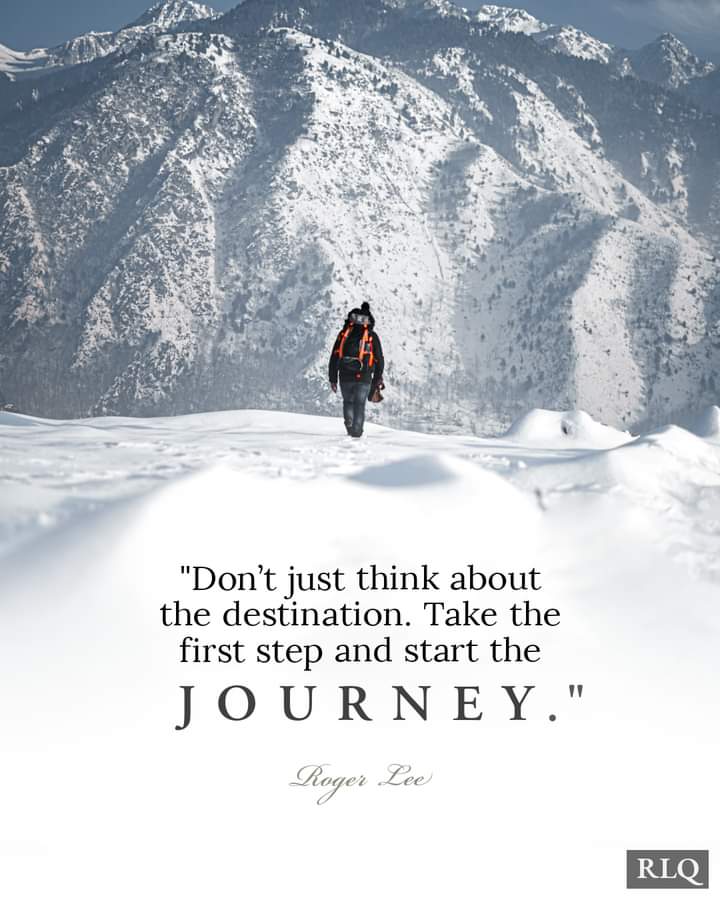 "Don’t just think about
the destination. Take the
first step and start the
JOURNEY."
Roger Lee
RLQ